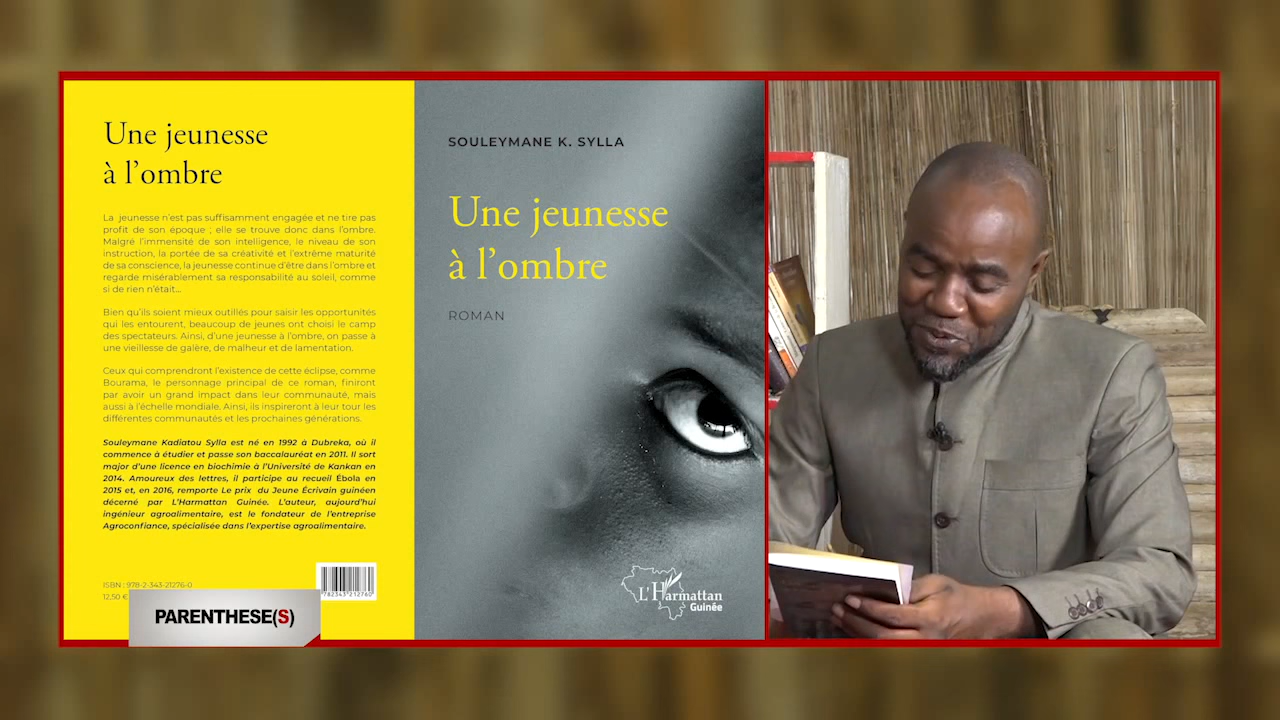 Une jeunesse
à l'ombre
La jeunesse n'est pas suffisamment engagée et ne tire pas
profit de son époque ; elle se trouve donc dans l'ombre.
Malgré l'immensité de son intelligence, le niveau de son
instruction, la portée de sa créativité et l'extrême maturité
de sa conscience, la jeunesse continue d'être dans l'ombre et
regarde misérablement sa responsabilité au soleil, comme
si de rien n'était...
Bien qu'ils soient mieux outillés pour saisir les opportunités
qui les entourent, beaucoup de jeunes ont choisi le camp
des spectateurs. Ainsi, d'une jeunesse à l'ombre, on passe à
une vieillesse de galère, de malheur et de lamentation.
Ceux qui comprendront l'existence de cette éclipse, comme
Bourama, le personnage principal de ce roman, finiront
par avoir un grand impact dans leur communauté, mais
aussi à l'échelle mondiale. Ainsi, ils inspireront à leur tour les
différentes communautés et les prochaines générations.
Souleymane Kadiatou Sylla est né en 1992 à Dubreka, où il
commence à étudier et passe son baccalauréat en 2011. Il sort
major d'une licence en biochimie à l'Université de Kankan en
2014. Amoureux des lettres, il participe au recueil Ébola en
2015 et, en 2016, remporte Le prix du Jeune Écrivain guinéen
décerné par L'Harmattan Guinée. L'auteur, aujourd'hui
ingénieur agroalimentaire, est le fondateur de l'entreprise
Agroconfiance, spécialisée dans l'expertise agroalimentaire.
ISBN : 978-2-343-21276-0
12,50 €
782343212760
PARENTHESE(S)
SOULEYMANE K. SYLLA
Une jeunesse
à l'ombre
ROMAN
L'Harmattan
Guinée